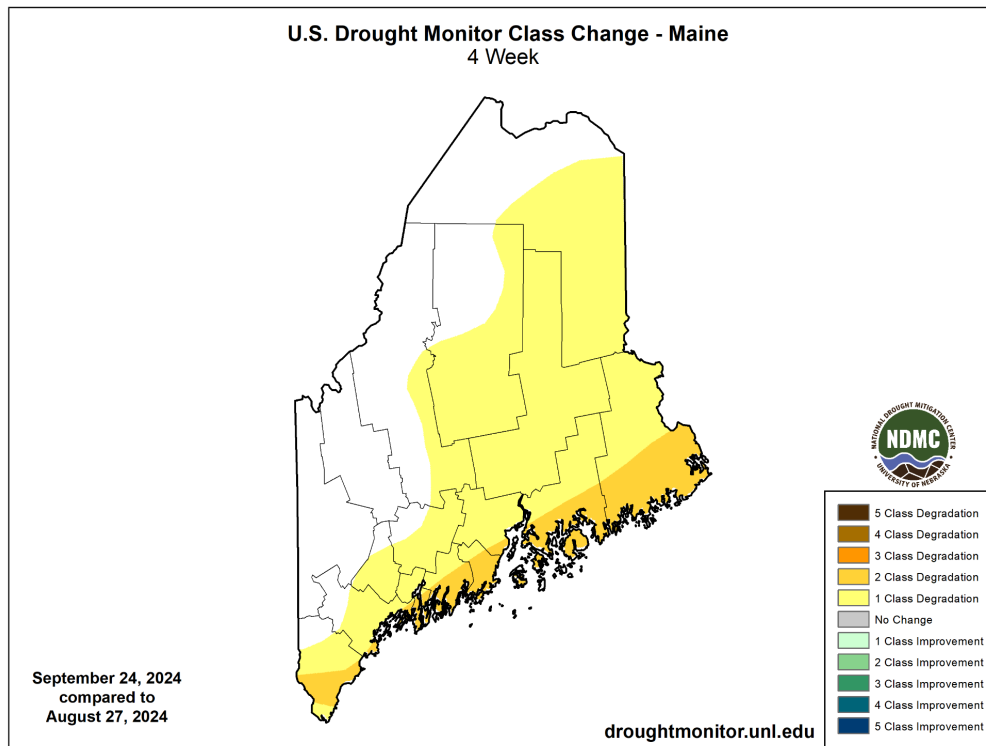 U.S. Drought Monitor Class Change - Maine
4 Week
NATIONAL DROUGHT MITIGATION CENTER
NDMC
UNIVERSITY OF NEBRASKA
5 Class Degradation
4 Class Degradation
3 Class Degradation
2 Class Degradation
1 Class Degradation
No Change
1 Class Improvement
2 Class Improvement
3 Class Improvement
4 Class Improvement
5 Class Improvement
September 24, 2024
compared to
August 27, 2024
droughtmonitor.unl.edu